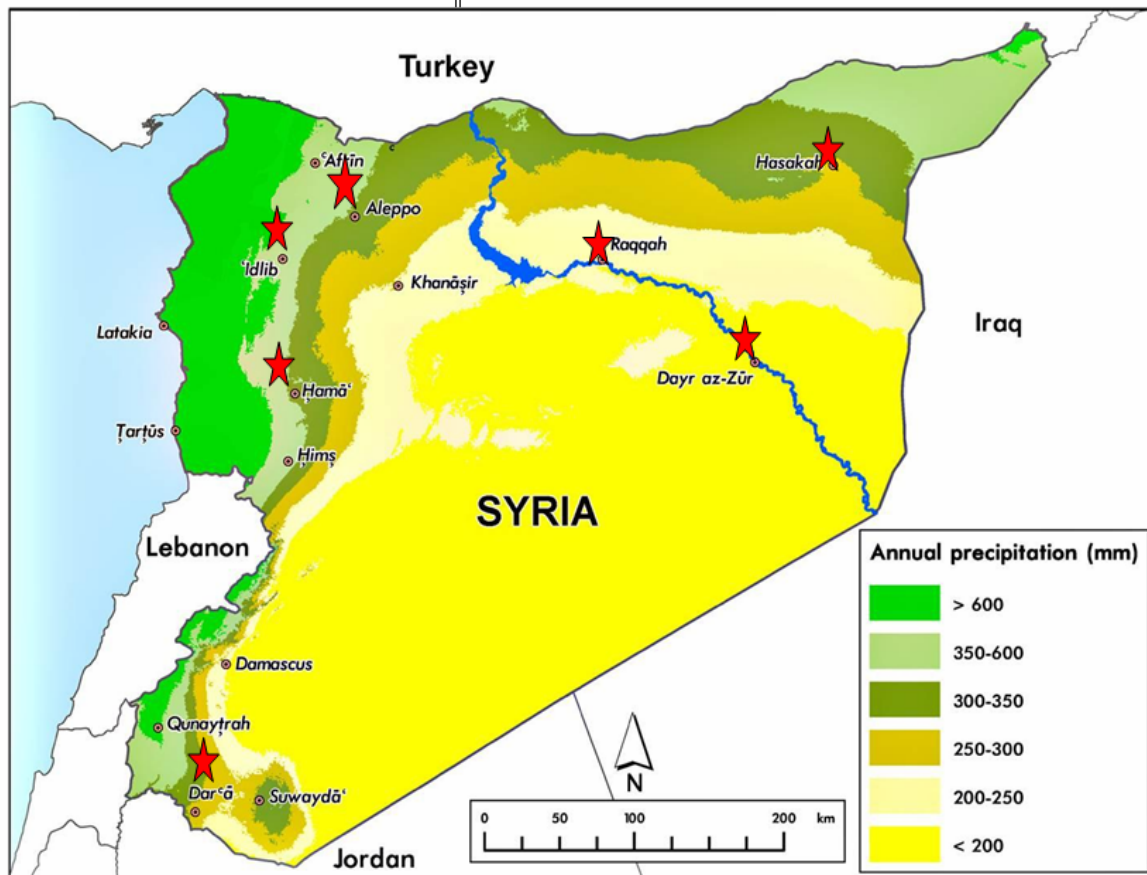 Turkey
ʿAfrīn
Hasakah
Aleppo
ʾIdlib
Raqqah
Khanāṣir
Latakia
Iraq
Dayr az-Zūr
Ḥamāʿ
Ṭarṭūs
Ḥimṣ
SYRIA
Lebanon
Damascus
Qunayṭrah
Darʿā
Suwaydāʿ
Jordan
N
0 50 100 200 km
Annual precipitation (mm)
> 600
350-600
300-350
250-300
200-250
< 200